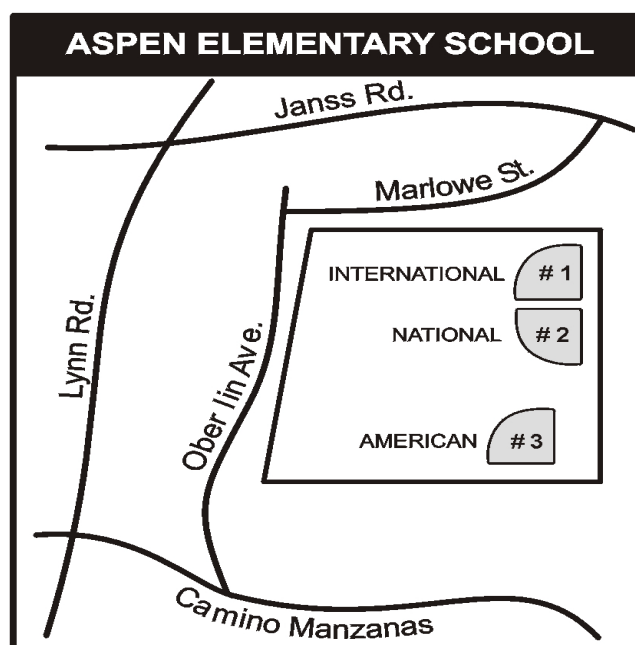 ASPEN ELEMENTARY SCHOOL
Janss Rd.
Marlowe St.
INTERNATIONAL # 1
NATIONAL # 2
Lynn Rd.
Ober lin Ave.
AMERICAN # 3
Camino Manzanas